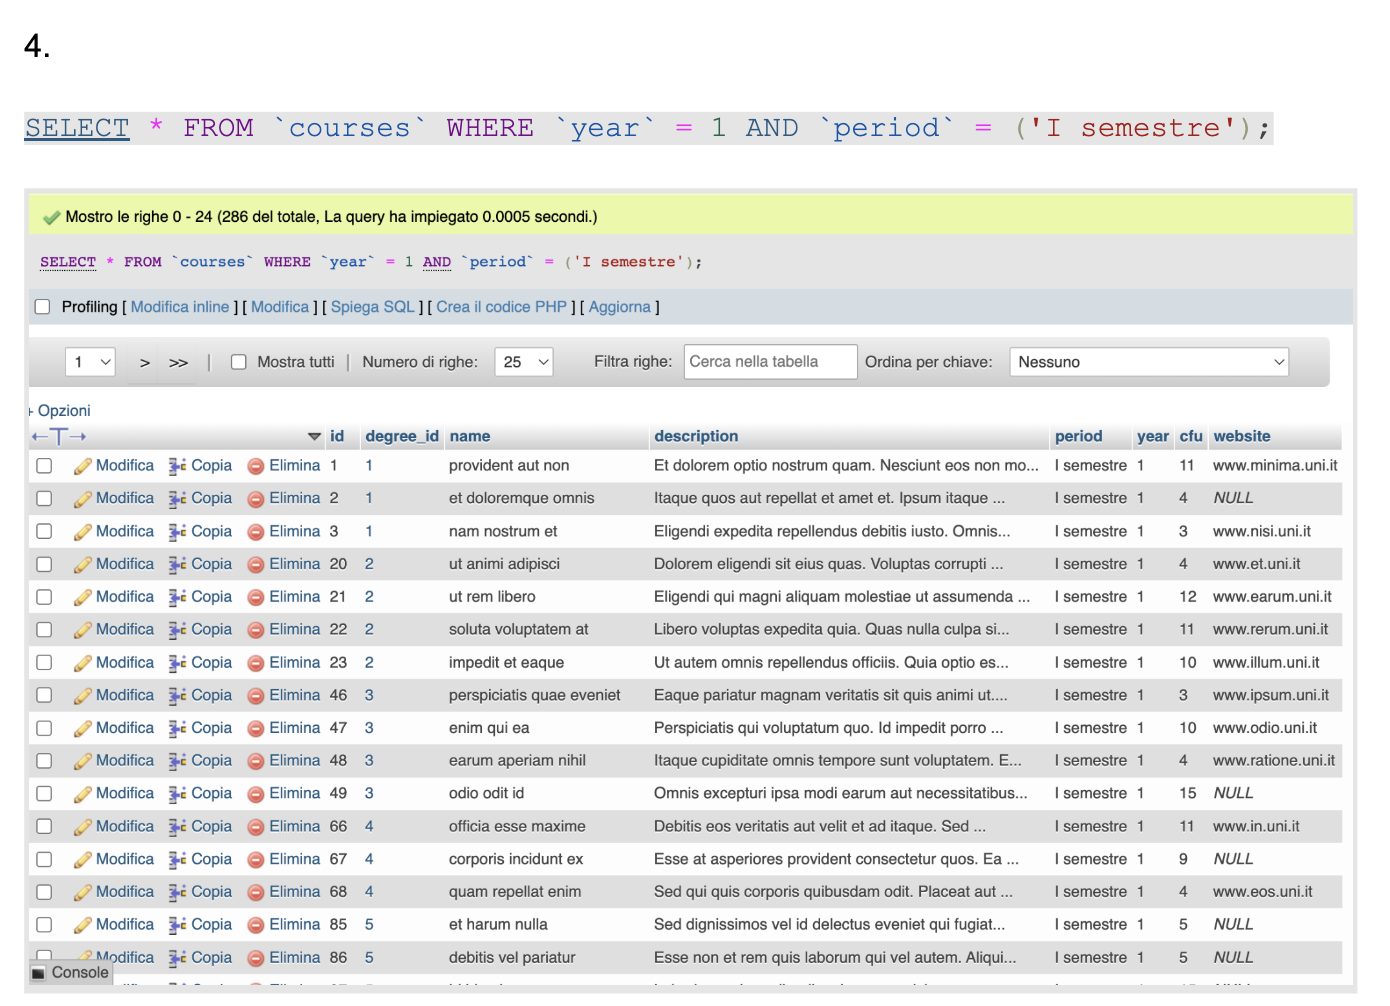 4.
SELECT * FROM `courses` WHERE `year` = 1 AND `period` = ('I semestre');
Mostro le righe 0 - 24 (286 del totale, La query ha impiegato 0.0005 secondi.)
SELECT * FROM `courses` WHERE `year` = 1 AND `period` = ('I semestre');
Profiling [ Modifica inline ] [ Modifica ] [ Spiega SQL ] [ Crea il codice PHP ] [ Aggiorna ]
1 > >> | Mostra tutti | Numero di righe: 25 Filtra righe: Cerca nella tabella Ordina per chiave: Nessuno
+ Opzioni
←T→ id degree_id name description period year cfu website
Modifica Copia Elimina 1 1 provident aut non Et dolorem optio nostrum quam. Nesciunt eos non mo... I semestre 1 11 www.minima.uni.it
Modifica Copia Elimina 2 1 et doloremque omnis Itaque quos aut repellat et amet et. Ipsum itaque ... I semestre 1 4 NULL
Modifica Copia Elimina 3 1 nam nostrum et Eligendi expedita repellendus debitis iusto. Omnis... I semestre 1 3 www.nisi.uni.it
Modifica Copia Elimina 20 2 ut animi adipisci Dolorem eligendi sit eius quas. Voluptas corrupti ... I semestre 1 4 www.et.uni.it
Modifica Copia Elimina 21 2 ut rem libero Eligendi qui magni aliquam molestiae ut assumenda ... I semestre 1 12 www.earum.uni.it
Modifica Copia Elimina 22 2 soluta voluptatem at Libero voluptas expedita quia. Quas nulla culpa si... I semestre 1 11 www.rerum.uni.it
Modifica Copia Elimina 23 2 impedit et eaque Ut autem omnis repellendus officiis. Quia optio es... I semestre 1 10 www.illum.uni.it
Modifica Copia Elimina 46 3 perspiciatis quae eveniet Eaque pariatur magnam veritatis sit quis animi ut.... I semestre 1 3 www.ipsum.uni.it
Modifica Copia Elimina 47 3 enim qui ea Perspiciatis qui voluptatum quo. Id impedit porro ... I semestre 1 10 www.odio.uni.it
Modifica Copia Elimina 48 3 earum aperiam nihil Itaque cupiditate omnis tempore sunt voluptatem. E... I semestre 1 4 www.ratione.uni.it
Modifica Copia Elimina 49 3 odio odit id Omnis excepturi ipsa modi earum aut necessitatibus... I semestre 1 15 NULL
Modifica Copia Elimina 66 4 officia esse maxime Debitis eos veritatis aut velit et ad itaque. Sed ... I semestre 1 11 www.in.uni.it
Modifica Copia Elimina 67 4 corporis incidunt ex Esse at asperiores provident consectetur quos. Ea ... I semestre 1 9 NULL
Modifica Copia Elimina 68 4 quam repellat enim Sed qui quis corporis quibusdam odit. Placeat aut ... I semestre 1 4 www.eos.uni.it
Modifica Copia Elimina 85 5 et harum nulla Sed dignissimos vel id delectus eveniet qui fugiat... I semestre 1 5 NULL
Modifica Copia Elimina 86 5 debitis vel pariatur Esse non et rem quis laborum qui vel autem. Aliqui... I semestre 1 5 NULL
Console